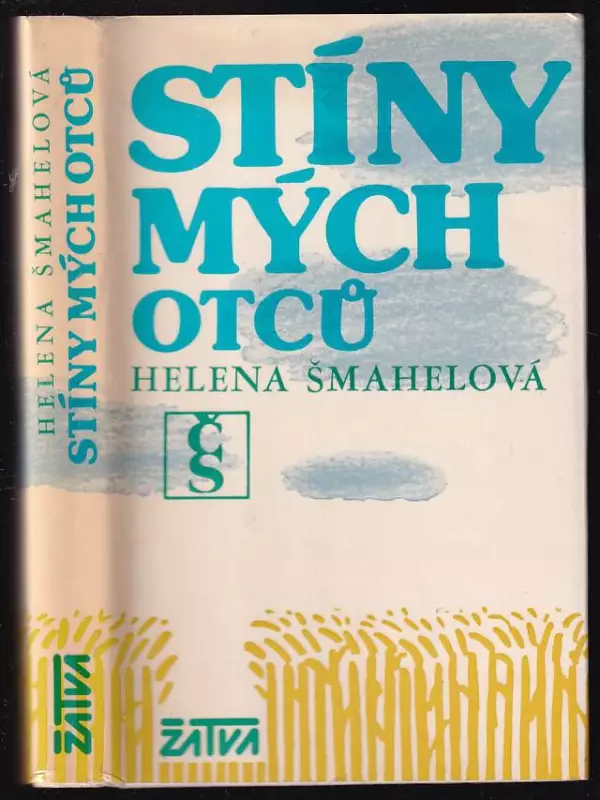 HELENA ŠMAHELOVÁ
STÍNY MÝCH OTCŮ
ŽATVA
STÍNY
MÝCH
OTCŮ
HELENA ŠMAHELOVÁ
ČS
ŽATVA